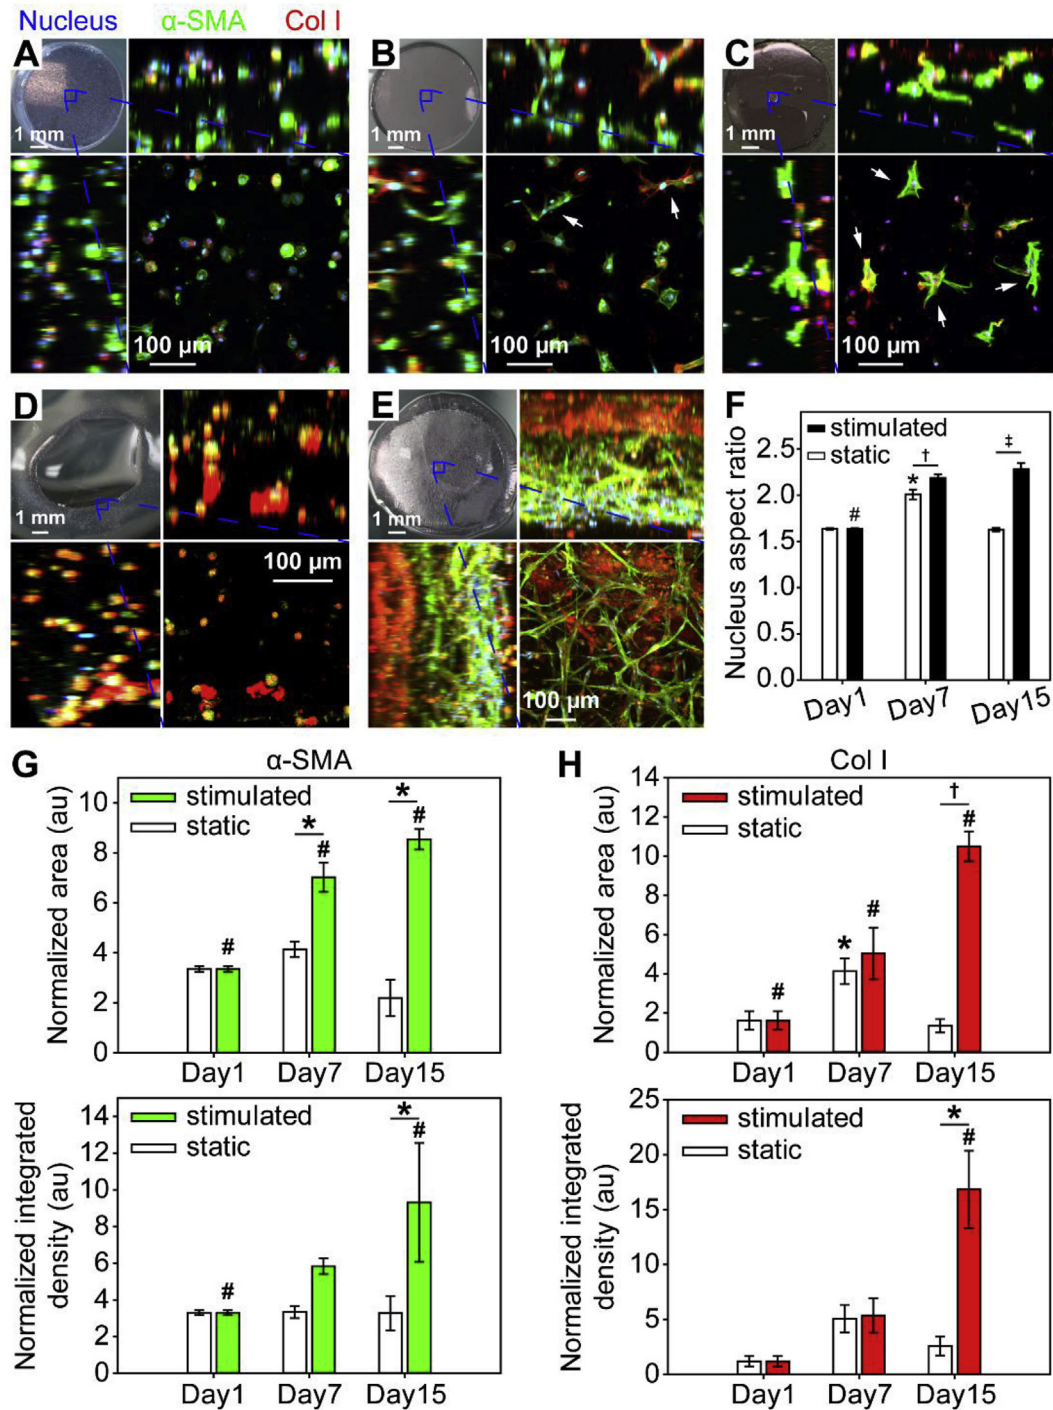 Nucleus α-SMA Col I
A B C
1 mm 1 mm 1 mm
100 µm 100 µm 100 µm
D E F
1 mm 1 mm
100 µm
100 µm
Nucleus aspect ratio
stimulated
static
2.5
2.0
1.5
1.0
0.5
0.0
# * † ‡
Day1 Day7 Day15
G α-SMA
Normalized area (au)
10
8
6
4
2
0
stimulated
static
# * # * #
Day1 Day7 Day15
Normalized integrated
density (au)
14
12
10
8
6
4
2
0
stimulated
static
# * #
Day1 Day7 Day15
H Col I
Normalized area (au)
14
12
10
8
6
4
2
0
stimulated
static
# * # † #
Day1 Day7 Day15
Normalized integrated
density (au)
25
20
15
10
5
0
stimulated
static
* #
Day1 Day7 Day15